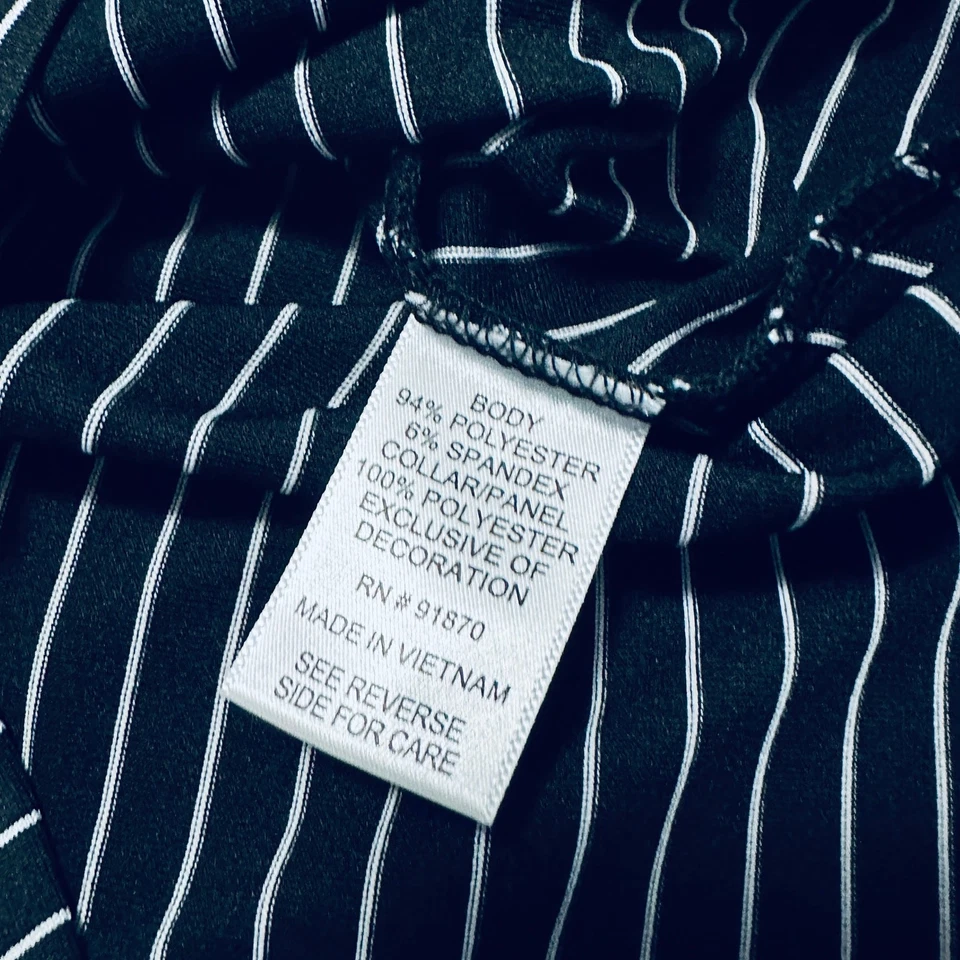 BODY
94% POLYESTER
6% SPANDEX
COLLAR/PANEL
100% POLYESTER
EXCLUSIVE OF
DECORATION
RN # 91870
MADE IN VIETNAM
SEE REVERSE
SIDE FOR CARE